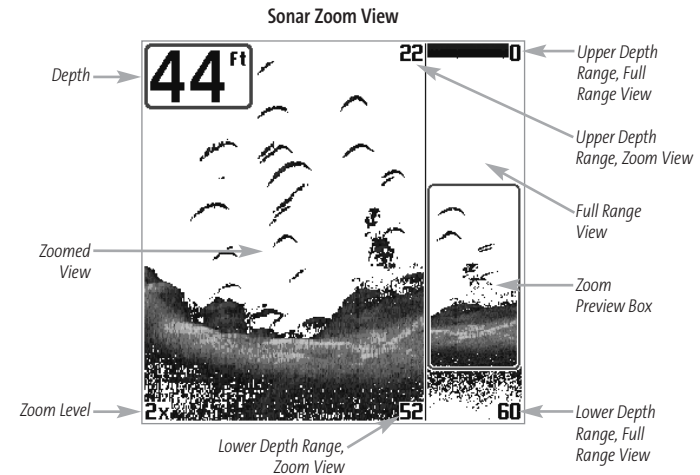 Sonar Zoom View
44 Ft
22
0
Depth
Upper Depth
Range, Full
Range View
Upper Depth
Range, Zoom View
Full Range
View
Zoomed
View
Zoom
Preview Box
Zoom Level
2x
52
60
Lower Depth Range,
Zoom View
Lower Depth
Range, Full
Range View